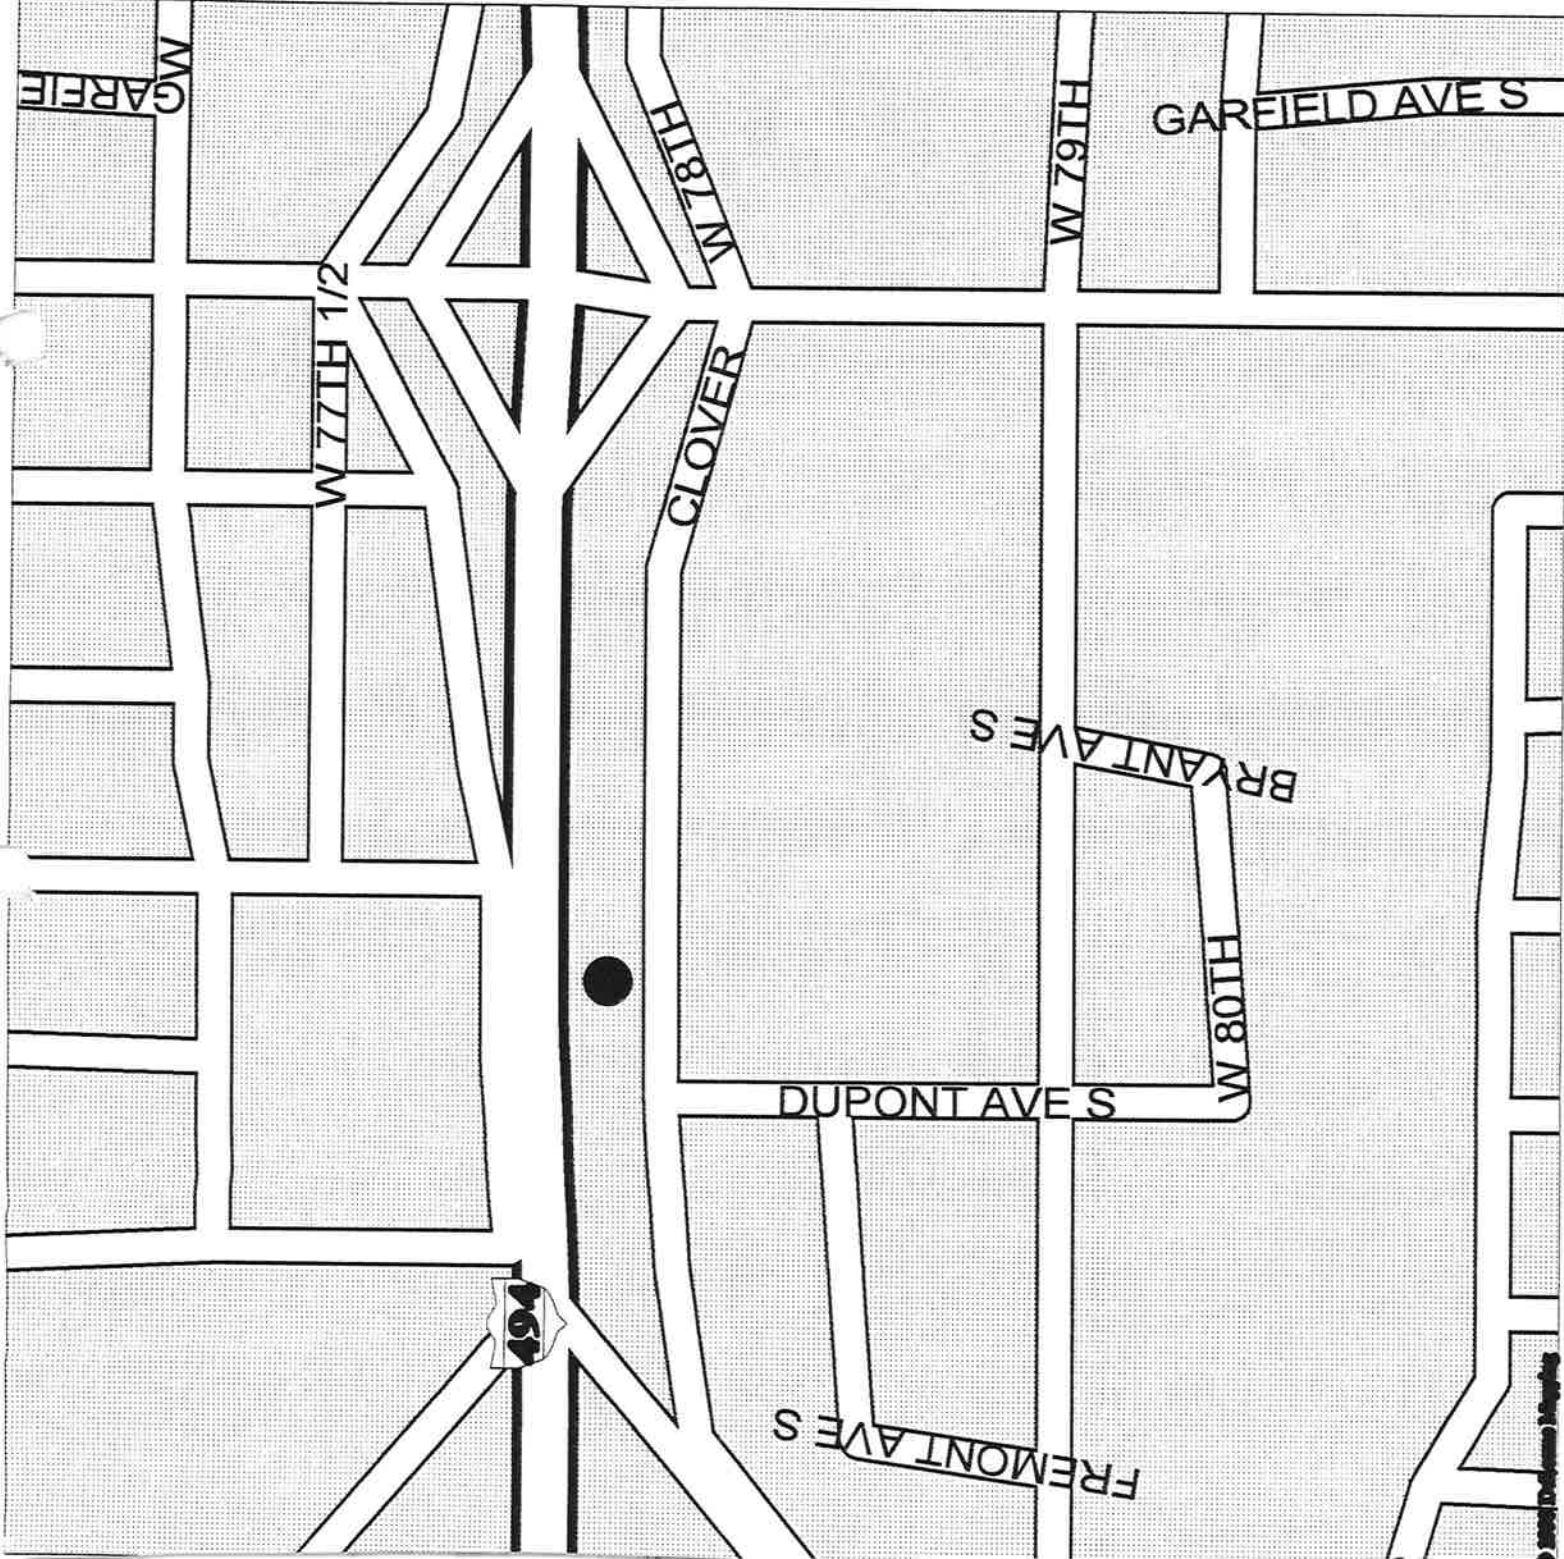 W
GARFIE
W 77TH 1/2
W 78TH
CLOVER
W 79TH
GARFIELD AVE S
BRYANT AVE S
W 80TH
DUPONT AVE S
FREMONT AVE S
494